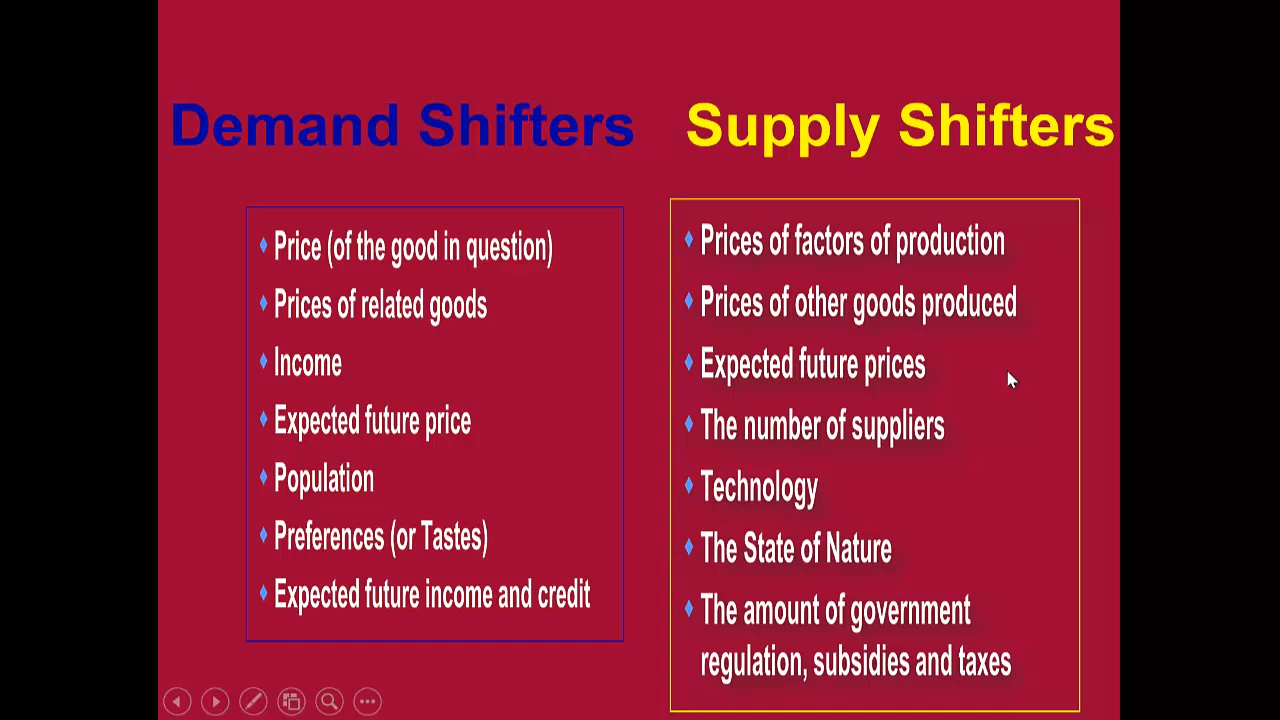 Demand Shifters
Supply Shifters
Price (of the good in question)
Prices of related goods
Income
Expected future price
Population
Preferences (or Tastes)
Expected future income and credit
Prices of factors of production
Prices of other goods produced
Expected future prices
The number of suppliers
Technology
The State of Nature
The amount of government
regulation, subsidies and taxes